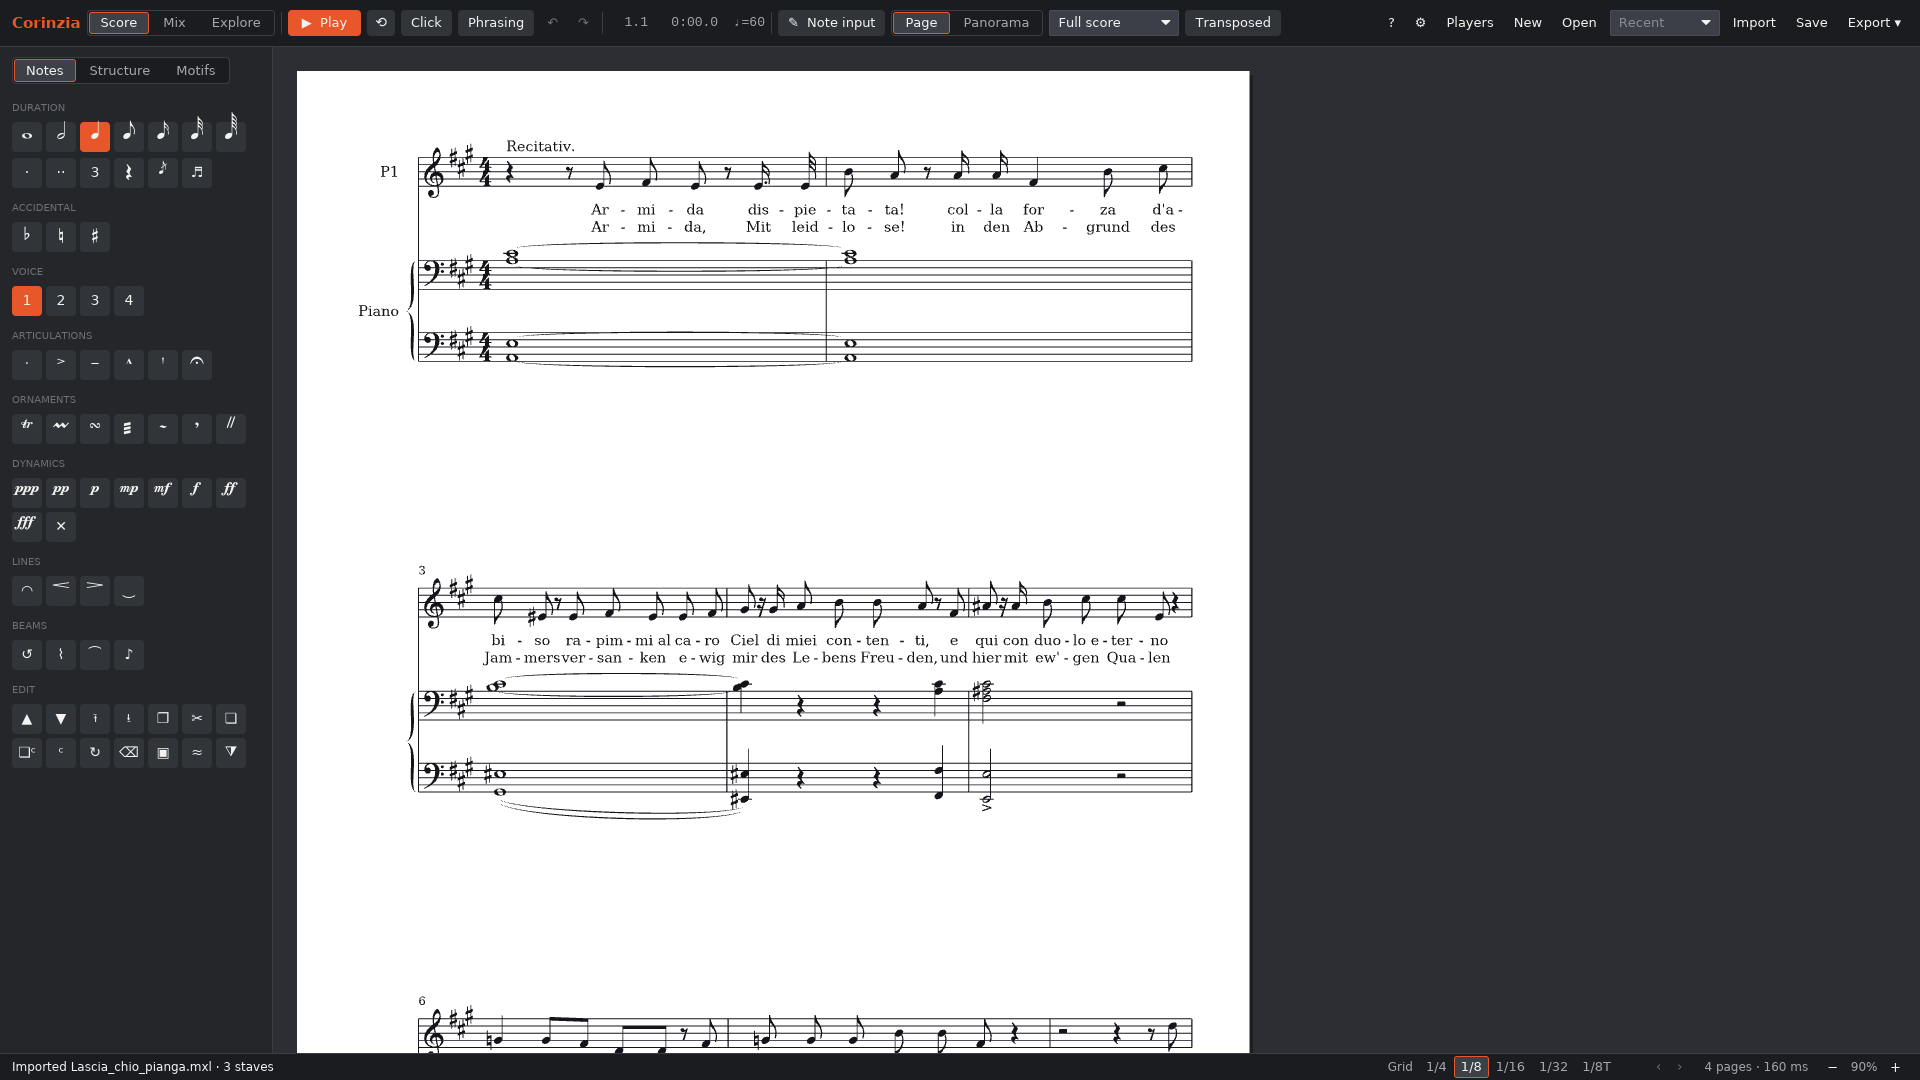 Corinzia Score Mix Explore ▶ Play Click Phrasing 1.1 0:00.0 ♩=60 Note input Page Panorama Full score Transposed ? Players New Open Recent Import Save Export ▾
Notes Structure Motifs
DURATION
3
ACCIDENTAL
VOICE
1 2 3 4
ARTICULATIONS
ORNAMENTS
tr
DYNAMICS
ppp pp p mp mf f ff
fff ×
LINES
BEAMS
EDIT
Recitativ.
P1
Ar - mi - da dis - pie - ta - ta! col - la for - za d'a -
Ar - mi - da, Mit leid - lo - se! in den Ab - grund des
Piano
3
bi - so ra - pim - mi al ca - ro Ciel di miei con - ten - ti, e qui con duo - lo e - ter - no
Jam - mers ver - san - ken e - wig mir des Le - bens Freu - den, und hier mit ew' - gen Qua - len
6
Imported Lascia_chio_pianga.mxl · 3 staves Grid 1/4 1/8 1/16 1/32 1/8T ‹ › 4 pages · 160 ms − 90% +